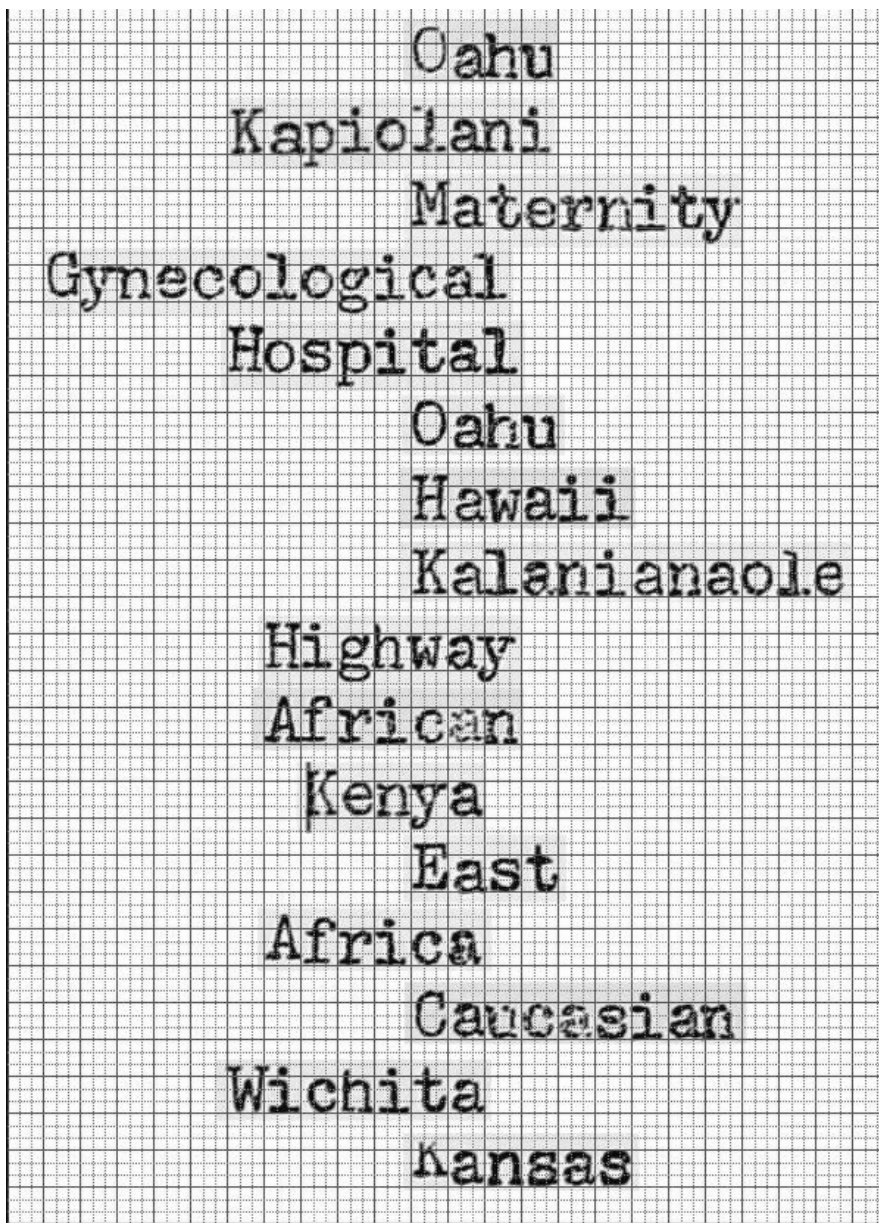 Oahu
Kapiolani
Maternity
Gynecological
Hospital
Oahu
Hawaii
Kalanianaole
Highway
African
Kenya
East
Africa
Caucasian
Wichita
Kansas